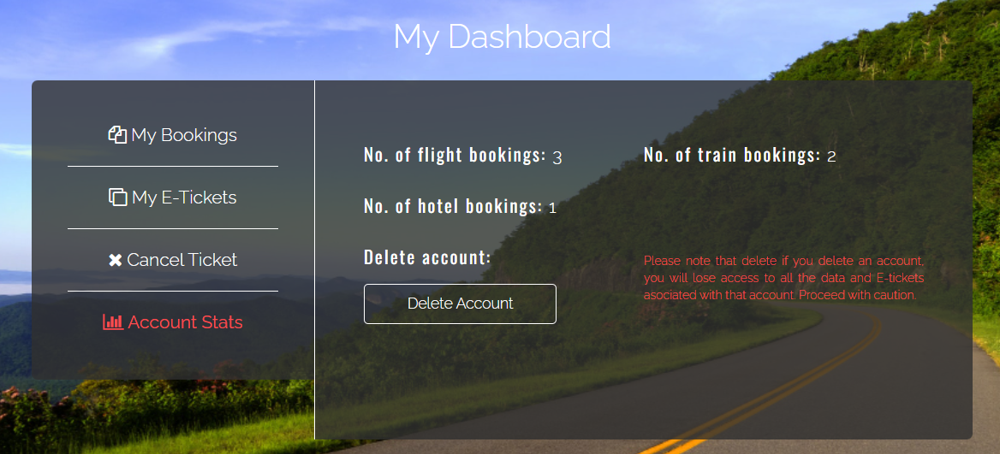 My Dashboard
My Bookings
My E-Tickets
Cancel Ticket
Account Stats
No. of flight bookings: 3
No. of train bookings: 2
No. of hotel bookings: 1
Delete account:
Delete Account
Please note that delete if you delete an account,
you will lose access to all the data and E-tickets
asociated with that account. Proceed with caution.